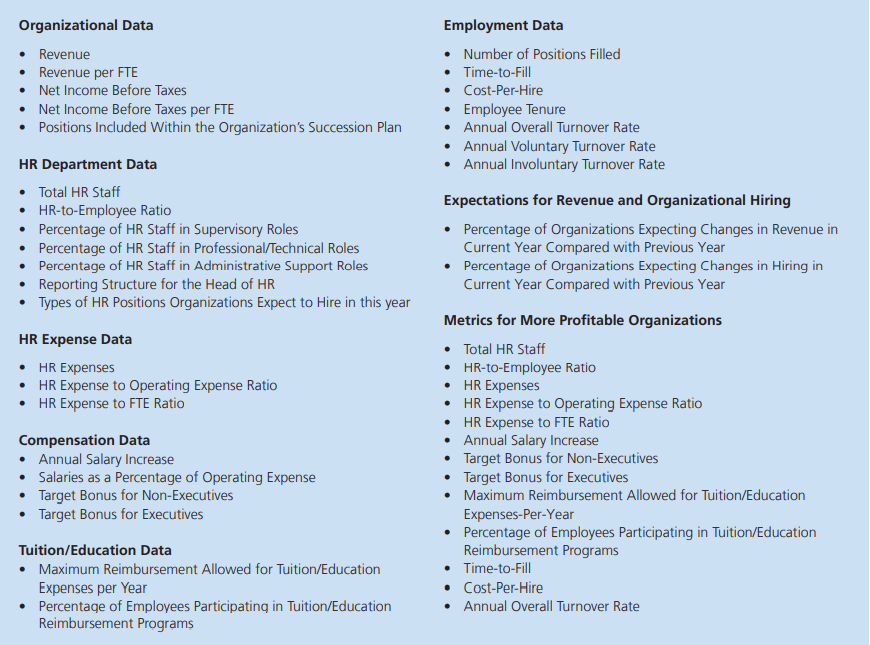 Organizational Data
• Revenue
• Revenue per FTE
• Net Income Before Taxes
• Net Income Before Taxes per FTE
• Positions Included Within the Organization's Succession Plan
HR Department Data
• Total HR Staff
• HR-to-Employee Ratio
• Percentage of HR Staff in Supervisory Roles
• Percentage of HR Staff in Professional/Technical Roles
• Percentage of HR Staff in Administrative Support Roles
• Reporting Structure for the Head of HR
• Types of HR Positions Organizations Expect to Hire in this year
HR Expense Data
• HR Expenses
• HR Expense to Operating Expense Ratio
• HR Expense to FTE Ratio
Compensation Data
• Annual Salary Increase
• Salaries as a Percentage of Operating Expense
• Target Bonus for Non-Executives
• Target Bonus for Executives
Tuition/Education Data
• Maximum Reimbursement Allowed for Tuition/Education
Expenses per Year
• Percentage of Employees Participating in Tuition/Education
Reimbursement Programs
Employment Data
• Number of Positions Filled
• Time-to-Fill
• Cost-Per-Hire
• Employee Tenure
• Annual Overall Turnover Rate
• Annual Voluntary Turnover Rate
• Annual Involuntary Turnover Rate
Expectations for Revenue and Organizational Hiring
• Percentage of Organizations Expecting Changes in Revenue in
Current Year Compared with Previous Year
• Percentage of Organizations Expecting Changes in Hiring in
Current Year Compared with Previous Year
Metrics for More Profitable Organizations
• Total HR Staff
• HR-to-Employee Ratio
• HR Expenses
• HR Expense to Operating Expense Ratio
• HR Expense to FTE Ratio
• Annual Salary Increase
• Target Bonus for Non-Executives
• Target Bonus for Executives
• Maximum Reimbursement Allowed for Tuition/Education
Expenses-Per-Year
• Percentage of Employees Participating in Tuition/Education
Reimbursement Programs
• Time-to-Fill
• Cost-Per-Hire
• Annual Overall Turnover Rate